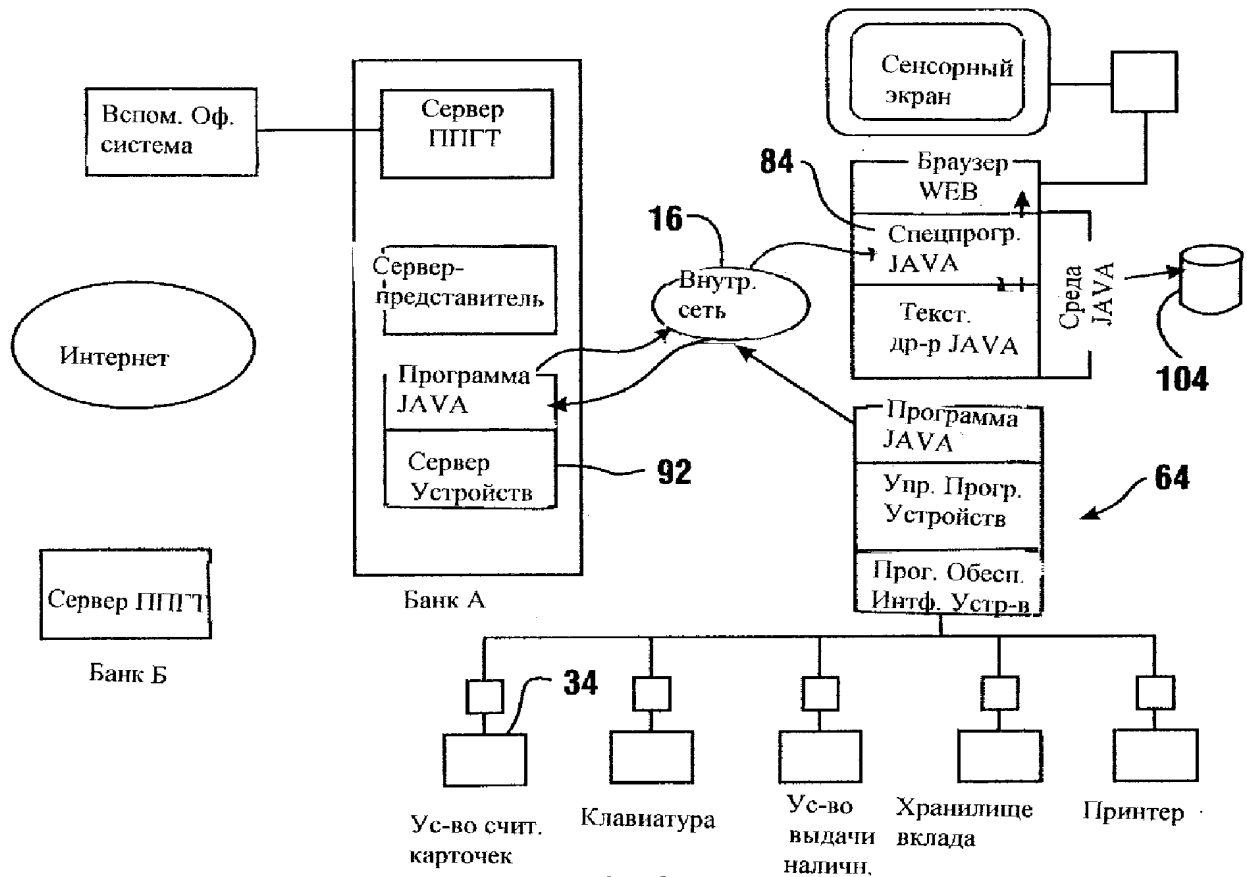 Вспом. Оф.
система
Сервер
ППГТ
Сервер-
представитель
Программа
JAVA
Сервер
Устройств
92
Банк А
Интернет
Сервер ППГТ
Банк Б
16
Внутр.
сеть
Сенсорный
экран
84
Браузер
WEB
Спецпрогр.
JAVA
Текст.
др-р JAVA
Среда
JAVA
104
Программа
JAVA
Упр. Прогр.
Устройств
Прог. Обесп.
Интф. Устр-в
64
34
Ус-во счит.
карточек
Клавиатура
Ус-во
выдачи
наличн,
Хранилище
вклада
Принтер